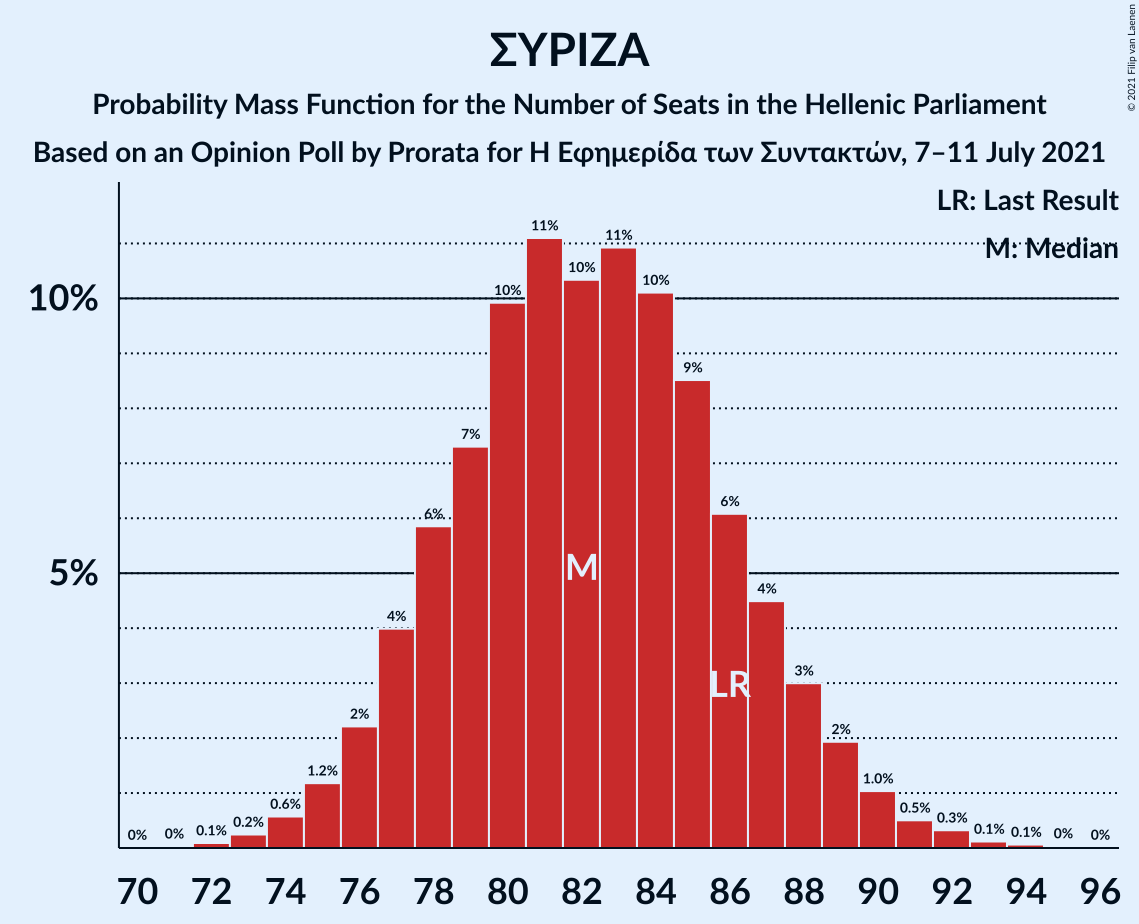 ΣΥΡΙΖΑ
Probability Mass Function for the Number of Seats in the Hellenic Parliament
Based on an Opinion Poll by Prorata for Η Εφημερίδα των Συντακτών, 7–11 July 2021
© 2021 Filip van Laenen
LR: Last Result
M: Median
10%
5%
0% 0% 0.1% 0.2% 0.6% 1.2% 2% 4% 6% 7% 10% 11% 10% 11% 10% 9% 6% 4% 3% 2% 1.0% 0.5% 0.3% 0.1% 0.1% 0% 0%
M
LR
70 72 74 76 78 80 82 84 86 88 90 92 94 96